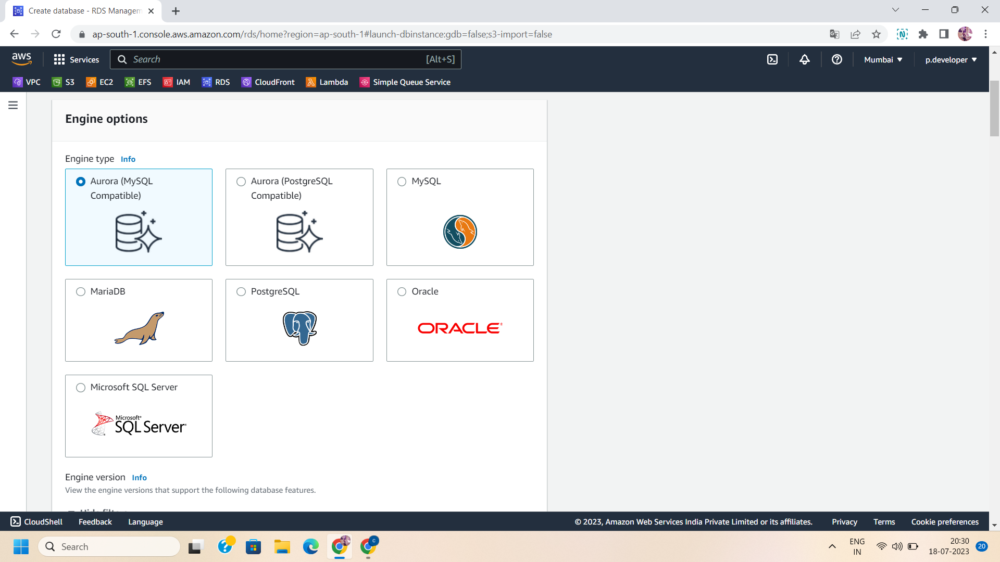 Create database - RDS Managem
ap-south-1.console.aws.amazon.com/rds/home?region=ap-south-1#launch-dbinstance:gdb=false;s3-import=false
aws Services Search [Alt+S] Mumbai p.developer
VPC S3 EC2 EFS IAM RDS CloudFront Lambda Simple Queue Service
Engine options
Engine type Info
Aurora (MySQL
Compatible)
Aurora (PostgreSQL
Compatible)
MySQL
MariaDB
PostgreSQL
Oracle
ORACLE
Microsoft SQL Server
Microsoft®
SQL Server
Engine version Info
View the engine versions that support the following database features.
Hide filters
CloudShell Feedback Language © 2023, Amazon Web Services India Private Limited or its affiliates. Privacy Terms Cookie preferences
Search
ENG
IN
20:30
18-07-2023
20